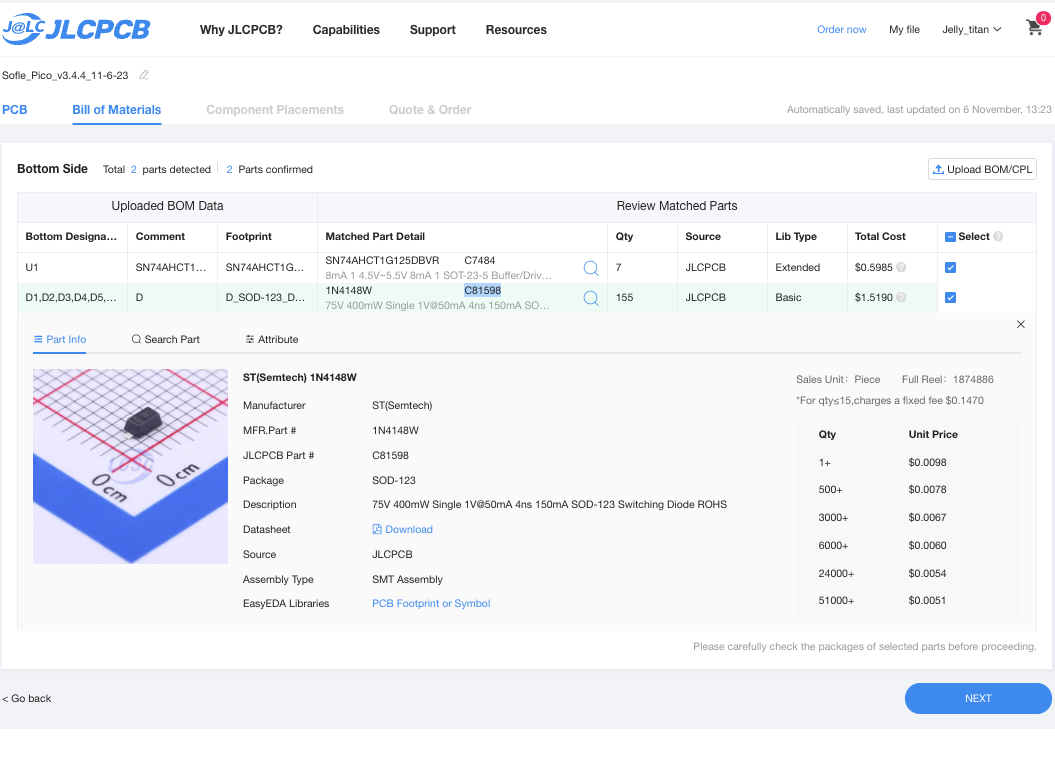 J@LC JLCPCB Why JLCPCB? Capabilities Support Resources Order now My file Jelly_titan 0
Sofle_Pico_v3.4.4_11-6-23
PCB Bill of Materials Component Placements Quote & Order Automatically saved, last updated on 6 November, 13:23
Bottom Side Total 2 parts detected 2 Parts confirmed Upload BOM/CPL
Uploaded BOM Data Review Matched Parts
Bottom Designa... Comment Footprint Matched Part Detail Qty Source Lib Type Total Cost Select ?
U1 SN74AHCT1... SN74AHCT1G... SN74AHCT1G125DBVR C7484 7 JLCPCB Extended $0.5985 ?
8mA 1 4.5V~5.5V 8mA 1 SOT-23-5 Buffer/Driv...
D1,D2,D3,D4,D5,... D D_SOD-123_D... 1N4148W C81598 155 JLCPCB Basic $1.5190 ?
75V 400mW Single 1V@50mA 4ns 150mA SO...
Part Info Search Part Attribute
ST(Semtech) 1N4148W
Manufacturer ST(Semtech)
MFR.Part # 1N4148W
JLCPCB Part # C81598
Package SOD-123
Description 75V 400mW Single 1V@50mA 4ns 150mA SOD-123 Switching Diode ROHS
Datasheet Download
Source JLCPCB
Assembly Type SMT Assembly
EasyEDA Libraries PCB Footprint or Symbol
LCSC
0cm 0cm
Sales Unit： Piece Full Reel： 1874886
*For qty≤15,charges a fixed fee $0.1470
Qty Unit Price
1+ $0.0098
500+ $0.0078
3000+ $0.0067
6000+ $0.0060
24000+ $0.0054
51000+ $0.0051
Please carefully check the packages of selected parts before proceeding.
< Go back NEXT